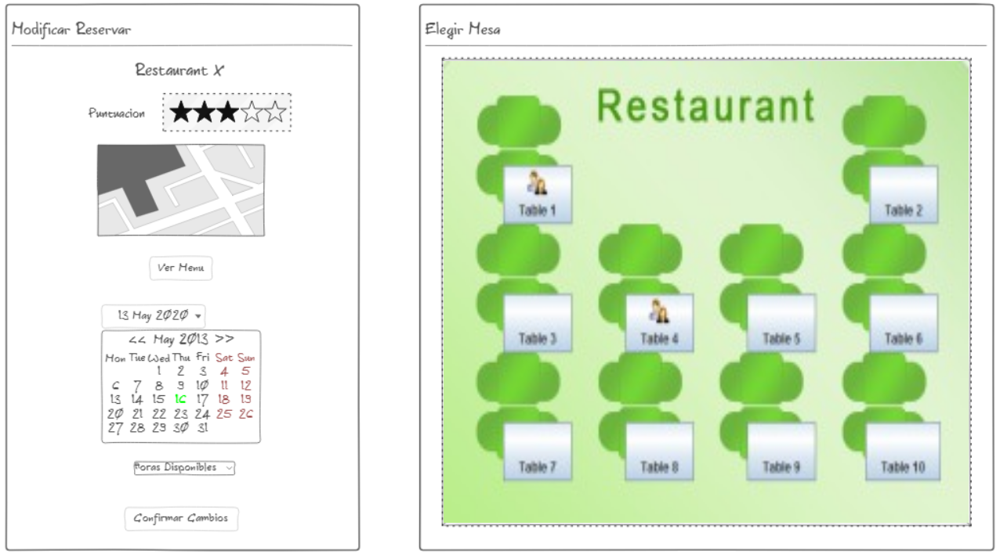 Modificar Reservar
Restaurant X
Puntuacion
Ver Menu
13 May 2020
<< May 2013 >>
Mon Tue Wed Thu Fri Sat Sun
1 2 3 4 5
6 7 8 9 10 11 12
13 14 15 16 17 18 19
20 21 22 23 24 25 26
27 28 29 30 31
Horas Disponibles
Confirmar Cambios
Elegir Mesa
Restaurant
Table 1
Table 2
Table 3
Table 4
Table 5
Table 6
Table 7
Table 8
Table 9
Table 10